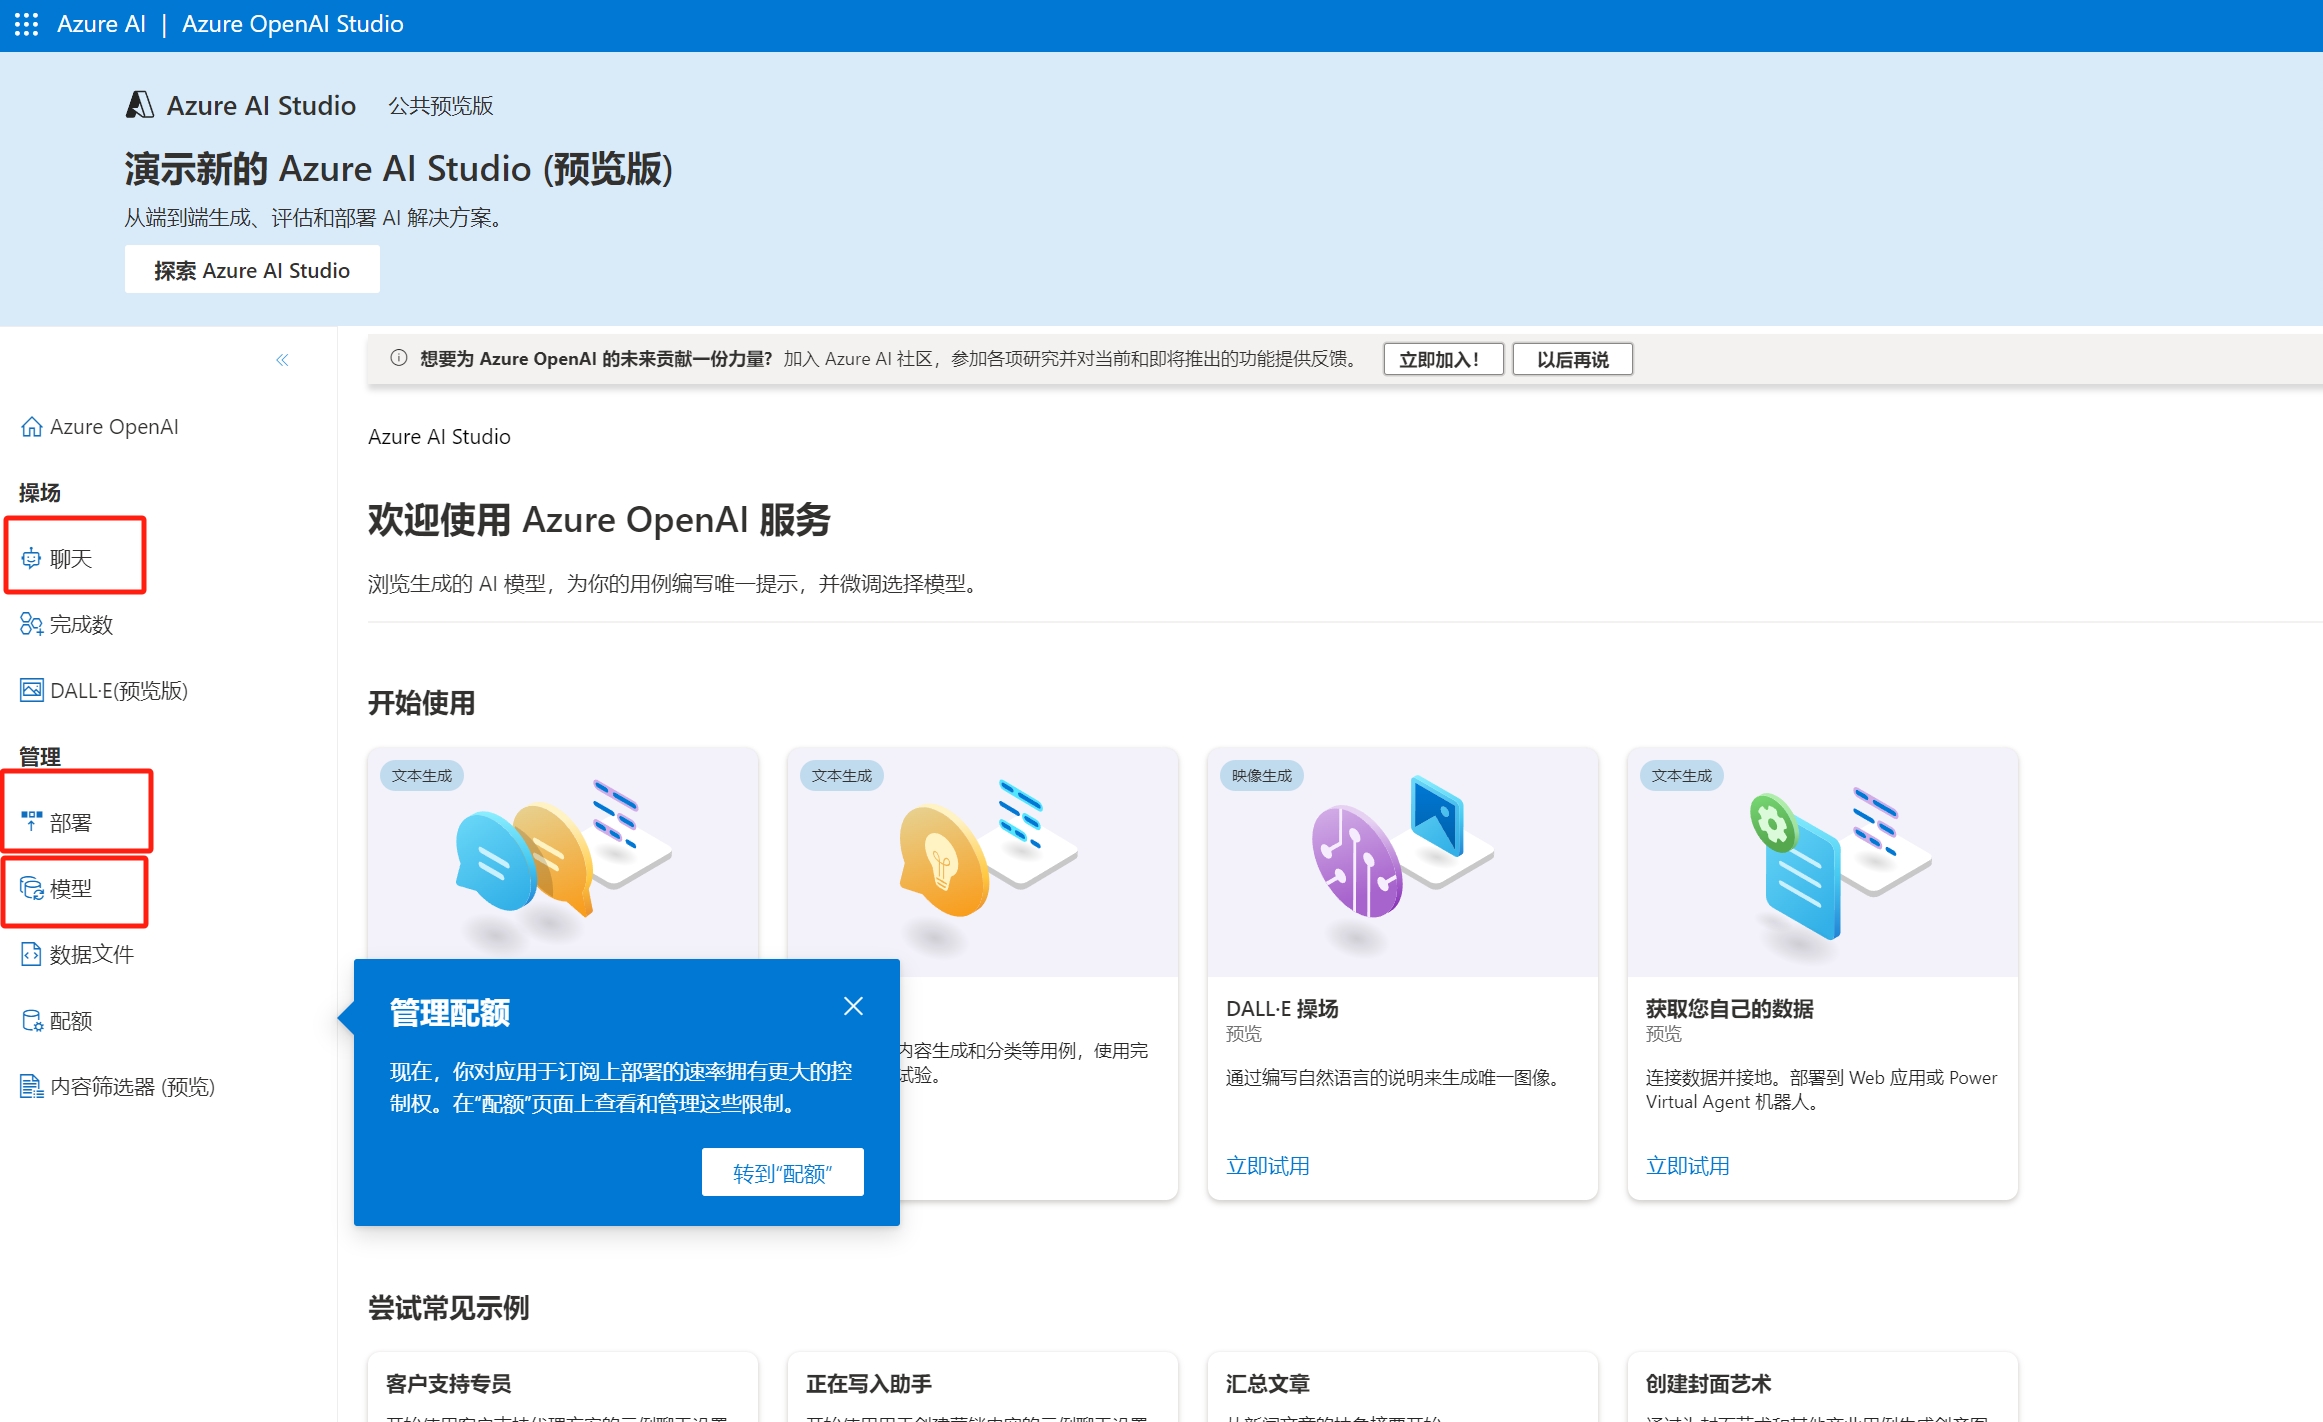 Azure AI | Azure OpenAI Studio
Azure AI Studio 公共预览版
演示新的 Azure AI Studio (预览版)
从端到端生成、评估和部署 AI 解决方案。
探索 Azure AI Studio
想要为 Azure OpenAI 的未来贡献一份力量? 加入 Azure AI 社区，参加各项研究并对当前和即将推出的功能提供反馈。 立即加入! 以后再说
Azure OpenAI
操场
聊天
完成数
DALL·E(预览版)
管理
部署
模型
数据文件
配额
内容筛选器 (预览)
Azure AI Studio
欢迎使用 Azure OpenAI 服务
浏览生成的 AI 模型，为你的用例编写唯一提示，并微调选择模型。
开始使用
文本生成
文本生成
内容生成和分类等用例，使用完
试验。
映像生成
DALL·E 操场
预览
通过编写自然语言的说明来生成唯一图像。
立即试用
文本生成
获取您自己的数据
预览
连接数据并接地。部署到 Web 应用或 Power
Virtual Agent 机器人。
立即试用
管理配额
现在，你对应用于订阅上部署的速率拥有更大的控
制权。在“配额”页面上查看和管理这些限制。
转到“配额”
尝试常见示例
客户支持专员
正在写入助手
汇总文章
创建封面艺术